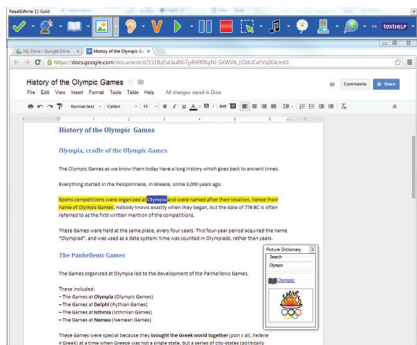 Read&Write 11 Gold
textHELP
My Drive - Google Drive
History of the Olympic G
https://docs.google.com/document/d/
History of the Olympic Games
File Edit View Insert Format Tools Table Help All changes saved in Drive
Comments Share
Normal text Calibri 11 B I U A
History of the Olympic Games
Olympia, cradle of the olympic games
The Olympic Games as we know them today have a long history which goes back to ancient times.
Everything started in the Peloponnese, in Greece, some 3,000 years ago.
Sports competitions were organized at Olympia and were named after their location, hence their
name of Olympic Games. Nobody knows exactly when they began, but the date of 776 BC is often
referred to as the first written mention of the competitions.
These Games were held at the same place, every four years. This four-year period acquired the name
"Olympiad", and was used as a date system: time was counted in Olympiads, rather than years.
The Panhellenic Games
The Games organized at Olympia led to the development of the Panhellenic Games.
These included:
– The Games at Olympia (Olympic Games)
– The Games at Delphi (Pythian Games)
– The Games at Isthmia (Isthmian Games)
– The Games at Nemea (Nemean Games)
These Games were special because they brought the Greek world together (pan = all, hellene
= Greek) at a time when Greece was not a single state, but a series of city-states (politically
Picture Dictionary
Search
Olympic
Olympic